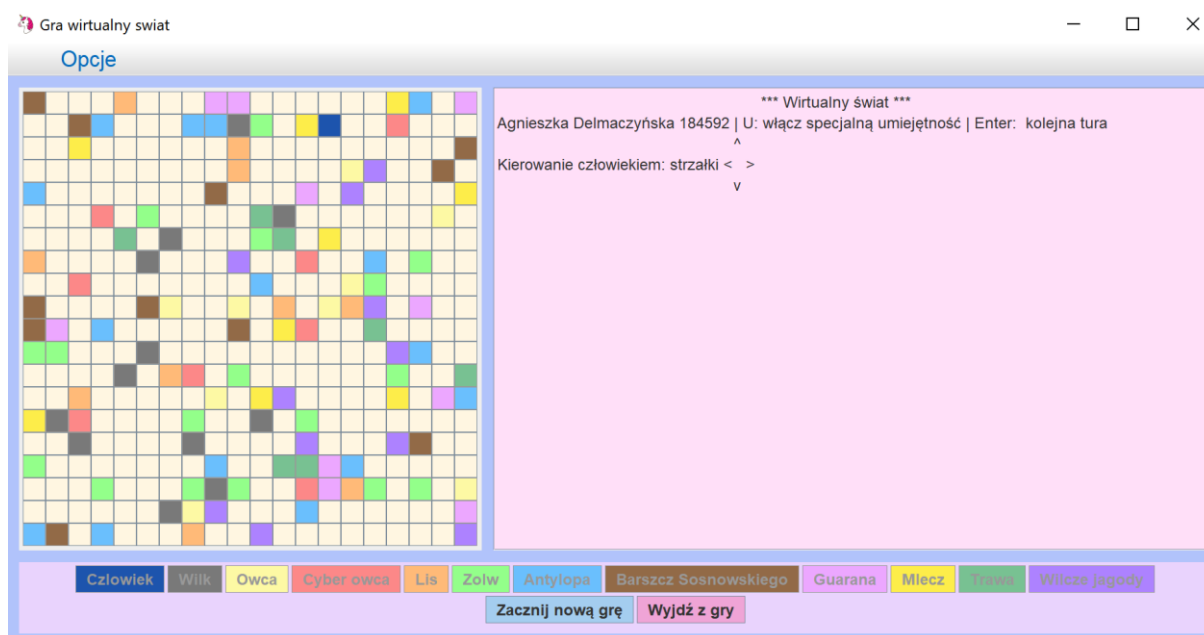 Gra wirtualny swiat
Opcje
*** Wirtualny świat ***
Agnieszka Delmaczyńska 184592 | U: włącz specjalną umiejętność | Enter: kolejna tura
^
Kierowanie człowiekiem: strzałki < >
v
Czlowiek Wilk Owca Cyber owca Lis Zolw Antylopa Barszcz Sosnowskiego Guarana Mlecz Trawa Wilcze jagody
Zacznij nową grę Wyjdź z gry